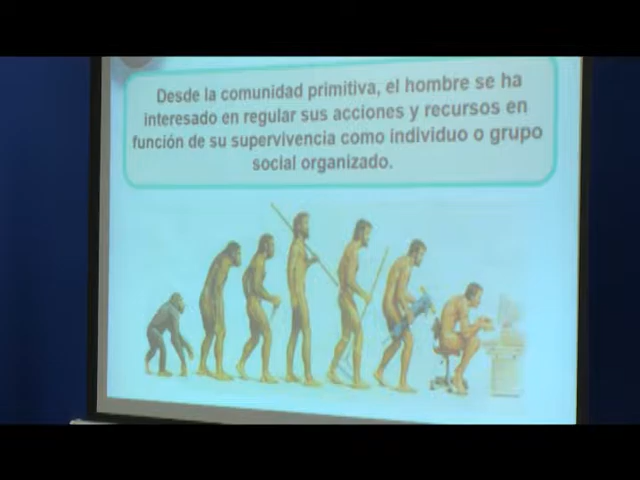 Desde la comunidad primitiva, el hombre se ha
interesado en regular sus acciones y recursos en
función de su supervivencia como individuo o grupo
social organizado.